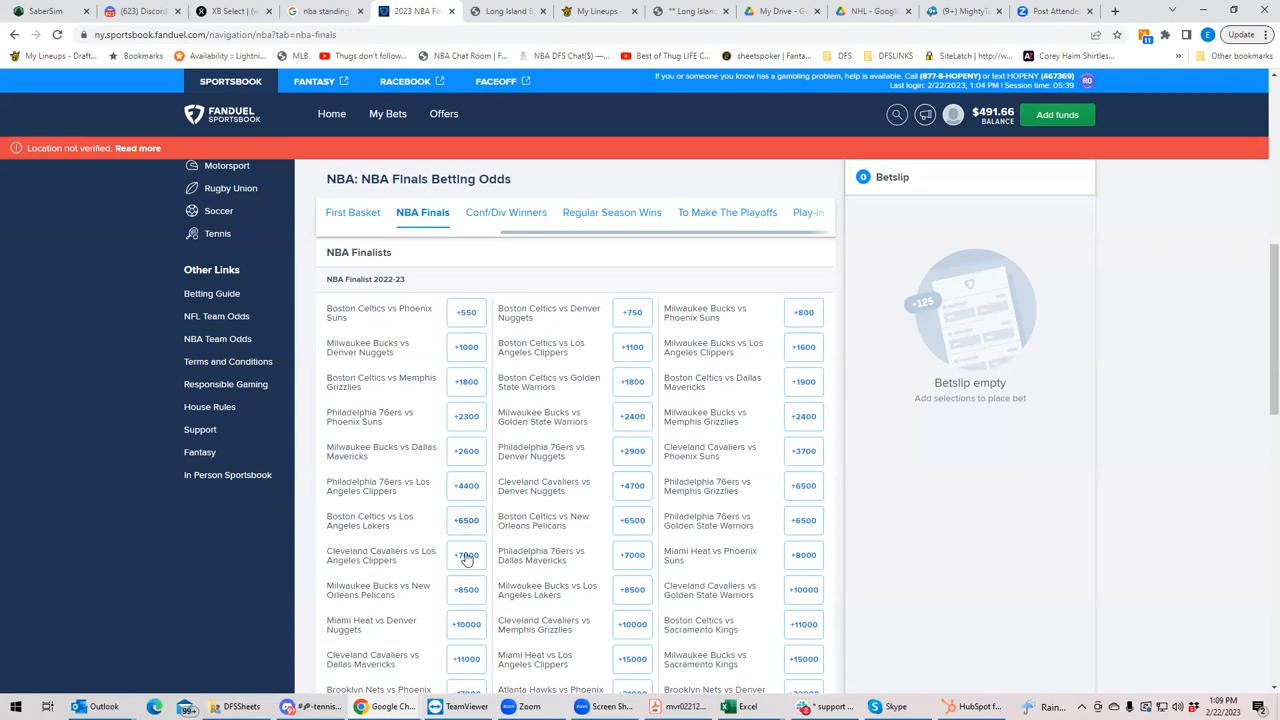 SaberSim
(623) Discord
XB Select | (w
nba standing
2023 NBA Fin
Long Island B
My Lineups -
** Long Islan
My Drive -
NHL - Google
(9+) MightyT
Post Attende
ny.sportsbook.fanduel.com/navigation/nba?tab=nba-finals
11
E
Update
My Lineups - Draft...
Bookmarks
Availability = Lightni...
MLB
Thugs don't follow...
NBA Chat Room | F...
NBA DFS Chat($) —...
Best of Thug LIFE C...
sheetspoker | Fanta...
DFS
DFSLINKS
SiteLatch | http://w...
Corey Haim Shirtles...
Other bookmarks
SPORTSBOOK
FANTASY
RACEBOOK
FACEOFF
If you or someone you know has a gambling problem, help is available. Call (877-8-HOPENY) or text HOPENY (467369)
Last login: 2/22/2023, 1:04 PM | Session time: 05:39
RO
FANDUEL
SPORTSBOOK
Home
My Bets
Offers
$491.66
BALANCE
Add funds
Location not verified. Read more
Motorsport
Rugby Union
Soccer
Tennis
Other Links
Betting Guide
NFL Team Odds
NBA Team Odds
Terms and Conditions
Responsible Gaming
House Rules
Support
Fantasy
In Person Sportsbook
NBA: NBA Finals Betting Odds
First Basket
NBA Finals
Conf/Div Winners
Regular Season Wins
To Make The Playoffs
Play-In
NBA Finalists
NBA Finalist 2022-23
Boston Celtics vs Phoenix
Suns
+550
Boston Celtics vs Denver
Nuggets
+750
Milwaukee Bucks vs
Phoenix Suns
+800
Milwaukee Bucks vs
Denver Nuggets
+1000
Boston Celtics vs Los
Angeles Clippers
+1100
Milwaukee Bucks vs Los
Angeles Clippers
+1600
Boston Celtics vs Memphis
Grizzlies
+1800
Boston Celtics vs Golden
State Warriors
+1800
Boston Celtics vs Dallas
Mavericks
+1900
Philadelphia 76ers vs
Phoenix Suns
+2300
Milwaukee Bucks vs
Golden State Warriors
+2400
Milwaukee Bucks vs
Memphis Grizzlies
+2400
Milwaukee Bucks vs Dallas
Mavericks
+2600
Philadelphia 76ers vs
Denver Nuggets
+2900
Cleveland Cavaliers vs
Phoenix Suns
+3700
Philadelphia 76ers vs Los
Angeles Clippers
+4400
Cleveland Cavaliers vs
Denver Nuggets
+4700
Philadelphia 76ers vs
Memphis Grizzlies
+6500
Boston Celtics vs Los
Angeles Lakers
+6500
Boston Celtics vs New
Orleans Pelicans
+6500
Philadelphia 76ers vs
Golden State Warriors
+6500
Cleveland Cavaliers vs Los
Angeles Clippers
Philadelphia 76ers vs
Dallas Mavericks
+7000
Miami Heat vs Phoenix
Suns
+8000
Milwaukee Bucks vs New
Orleans Pelicans
+8500
Milwaukee Bucks vs Los
Angeles Lakers
+8500
Cleveland Cavaliers vs
Golden State Warriors
+10000
Miami Heat vs Denver
Nuggets
+10000
Cleveland Cavaliers vs
Memphis Grizzlies
+10000
Boston Celtics vs
Sacramento Kings
+11000
Cleveland Cavaliers vs
Dallas Mavericks
+11000
Miami Heat vs Los
Angeles Clippers
+15000
Milwaukee Bucks vs
Sacramento Kings
+15000
Brooklyn Nets vs Phoenix
Atlanta Hawks vs Phoenix
Brooklyn Nets vs Denver
0
Betslip
+125
Betslip empty
Add selections to place bet
Outlook
99+
DFSSheets
#🎾-tennis...
Google Ch...
TeamViewer
Zoom
Screen Sh...
mvr02212...
Excel
* support ...
Skype
HubSpot f...
Rain...
1:09 PM
2/22/2023